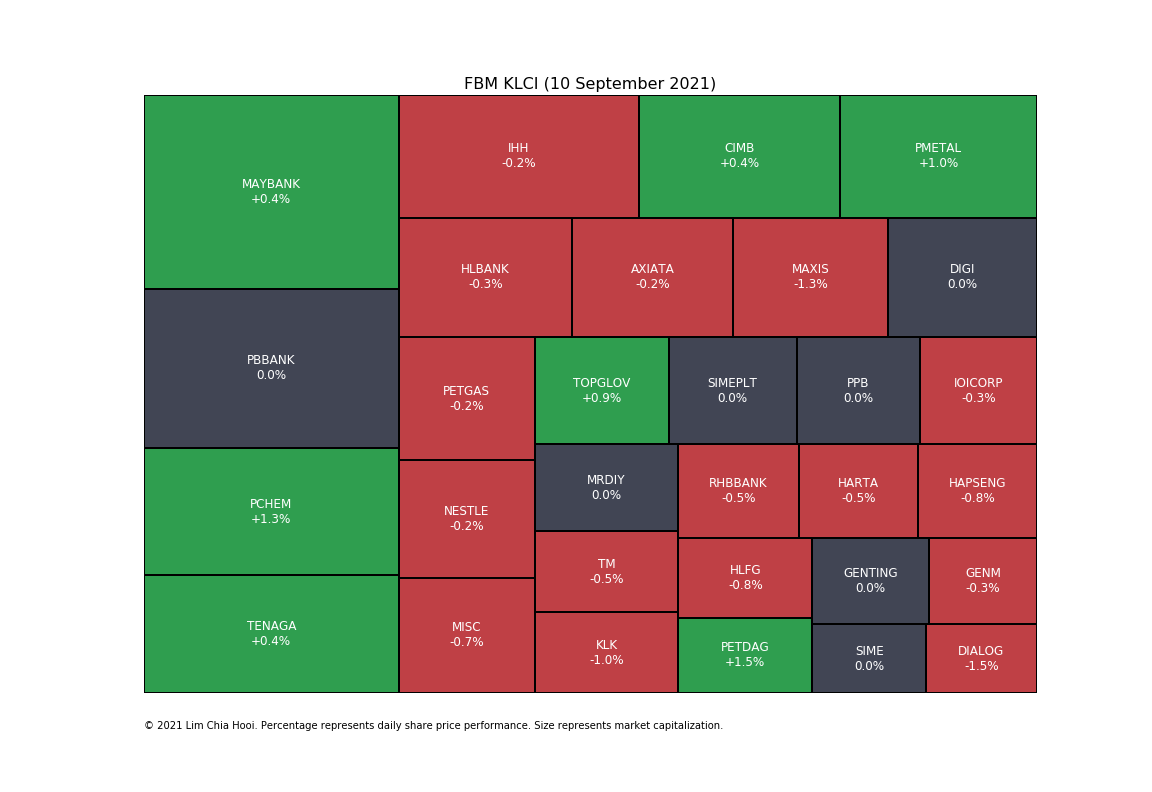 FBM KLCI (10 September 2021)
MAYBANK
+0.4%
PBBANK
0.0%
PCHEM
+1.3%
TENAGA
+0.4%
IHH
-0.2%
CIMB
+0.4%
PMETAL
+1.0%
HLBANK
-0.3%
AXIATA
-0.2%
MAXIS
-1.3%
DIGI
0.0%
PETGAS
-0.2%
NESTLE
-0.2%
MISC
-0.7%
TOPGLOV
+0.9%
SIMEPLT
0.0%
PPB
0.0%
IOICORP
-0.3%
MRDIY
0.0%
TM
-0.5%
KLK
-1.0%
RHBBANK
-0.5%
HARTA
-0.5%
HAPSENG
-0.8%
HLFG
-0.8%
PETDAG
+1.5%
GENTING
0.0%
GENM
-0.3%
SIME
0.0%
DIALOG
-1.5%
© 2021 Lim Chia Hooi. Percentage represents daily share price performance. Size represents market capitalization.